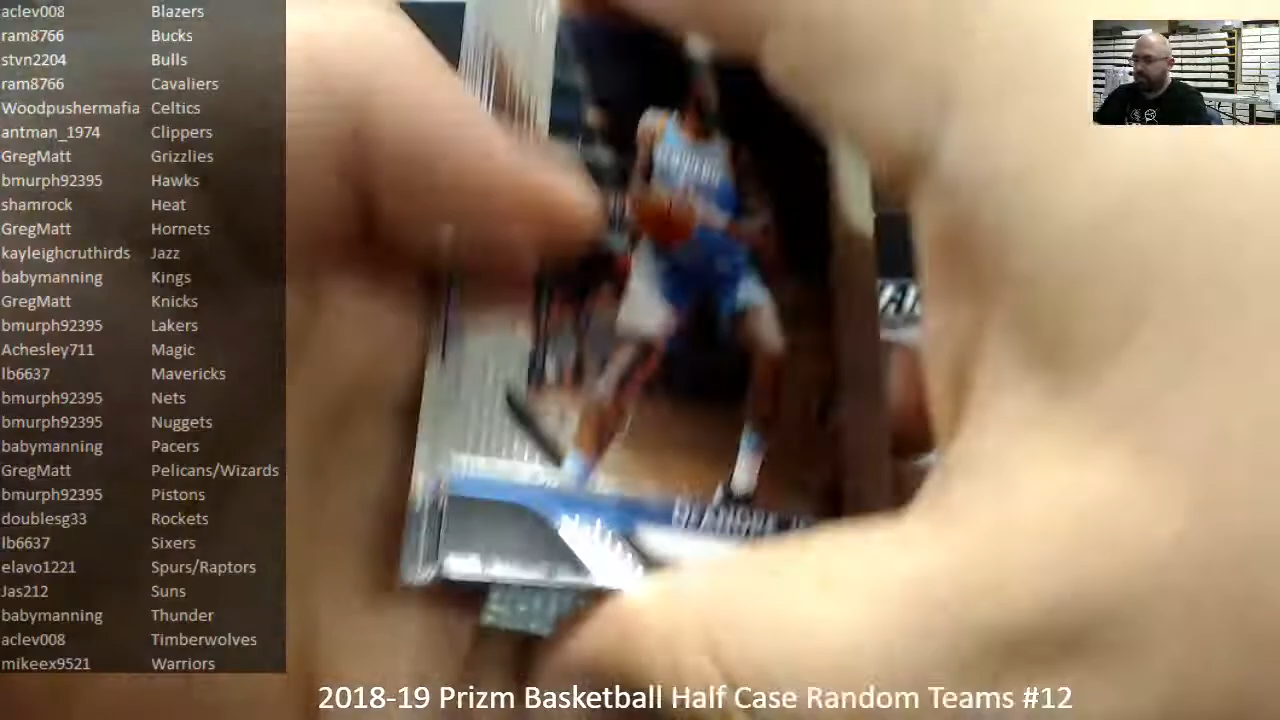 aclev008 Blazers
ram8766 Bucks
stvn2204 Bulls
ram8766 Cavaliers
Woodpushermafia Celtics
antman_1974 Clippers
GregMatt Grizzlies
bmurph92395 Hawks
shamrock Heat
GregMatt Hornets
kayleighcruthirds Jazz
babymanning Kings
GregMatt Knicks
bmurph92395 Lakers
Achesley711 Magic
lb6637 Mavericks
bmurph92395 Nets
bmurph92395 Nuggets
babymanning Pacers
GregMatt Pelicans/Wizards
bmurph92395 Pistons
doublesg33 Rockets
lb6637 Sixers
elavo1221 Spurs/Raptors
Jas212 Suns
babymanning Thunder
aclev008 Timberwolves
mikeex9521 Warriors
2018-19 Prizm Basketball Half Case Random Teams #12